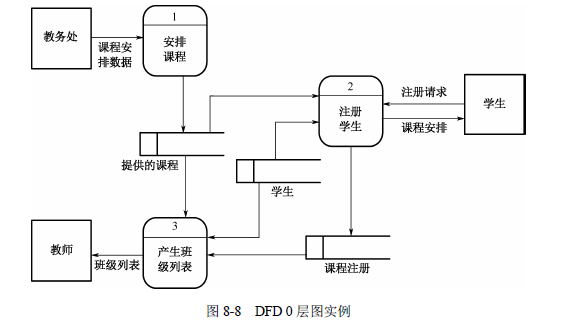 1
教务处
课程安
排数据
安排
课程
2
注册
学生
注册请求
课程安排
学生
提供的课程
学生
3
产生班
级列表
教师
班级列表
课程注册
图 8-8 DFD 0 层图实例